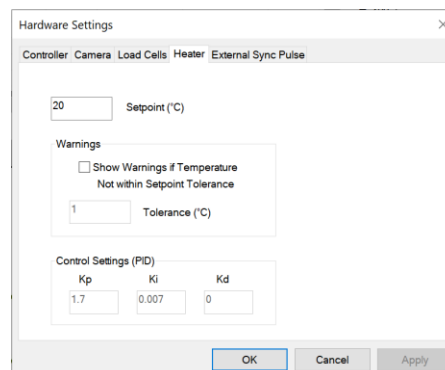 Hardware Settings
Controller Camera Load Cells Heater External Sync Pulse
20 Setpoint (°C)
Warnings
Show Warnings if Temperature
Not within Setpoint Tolerance
1 Tolerance (°C)
Control Settings (PID)
Kp Ki Kd
1.7 0.007 0
OK Cancel Apply